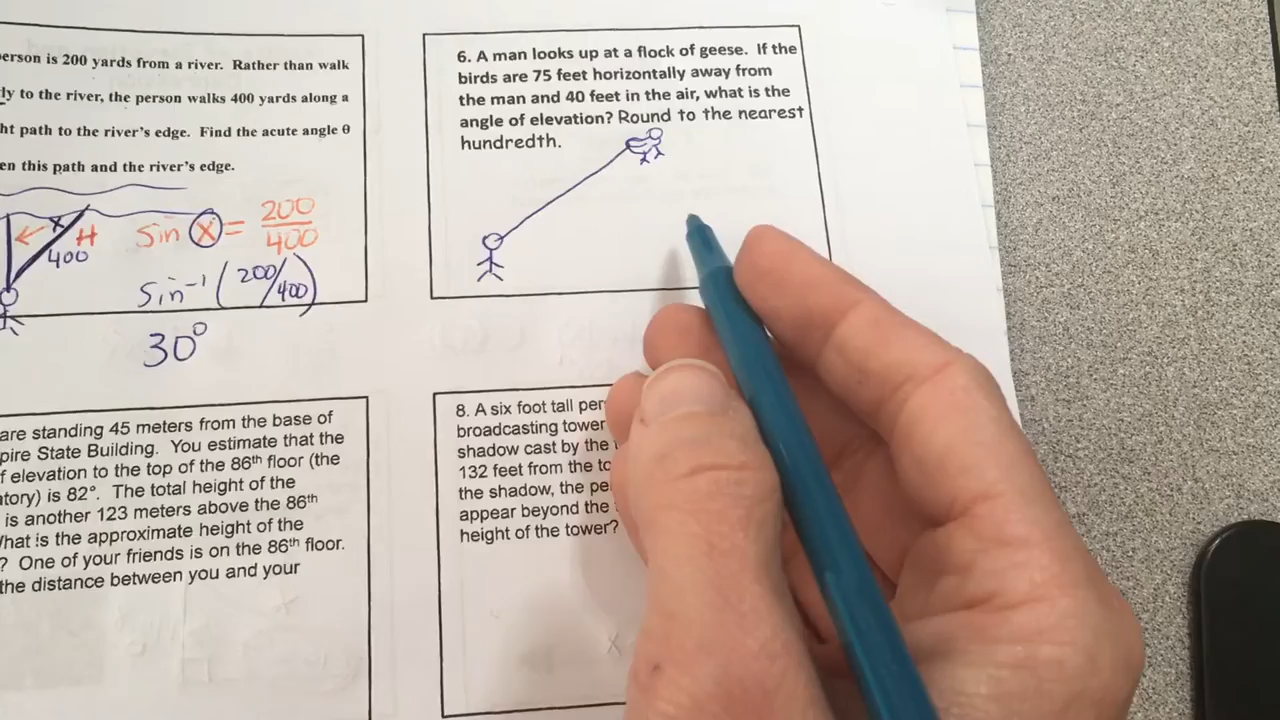 erson is 200 yards from a river. Rather than walk
ly to the river, the person walks 400 yards along a
ht path to the river's edge. Find the acute angle θ
en this path and the river's edge.
x
H
400
sin x = 200/400
sin⁻¹ (200/400)
30°
6. A man looks up at a flock of geese. If the
birds are 75 feet horizontally away from
the man and 40 feet in the air, what is the
angle of elevation? Round to the nearest
hundredth.
are standing 45 meters from the base of
pire State Building. You estimate that the
f elevation to the top of the 86th floor (the
atory) is 82°. The total height of the
is another 123 meters above the 86th
What is the approximate height of the
? One of your friends is on the 86th floor.
the distance between you and your
8. A six foot tall per
broadcasting tower
shadow cast by the
132 feet from the to
the shadow, the pe
appear beyond the
height of the tower?